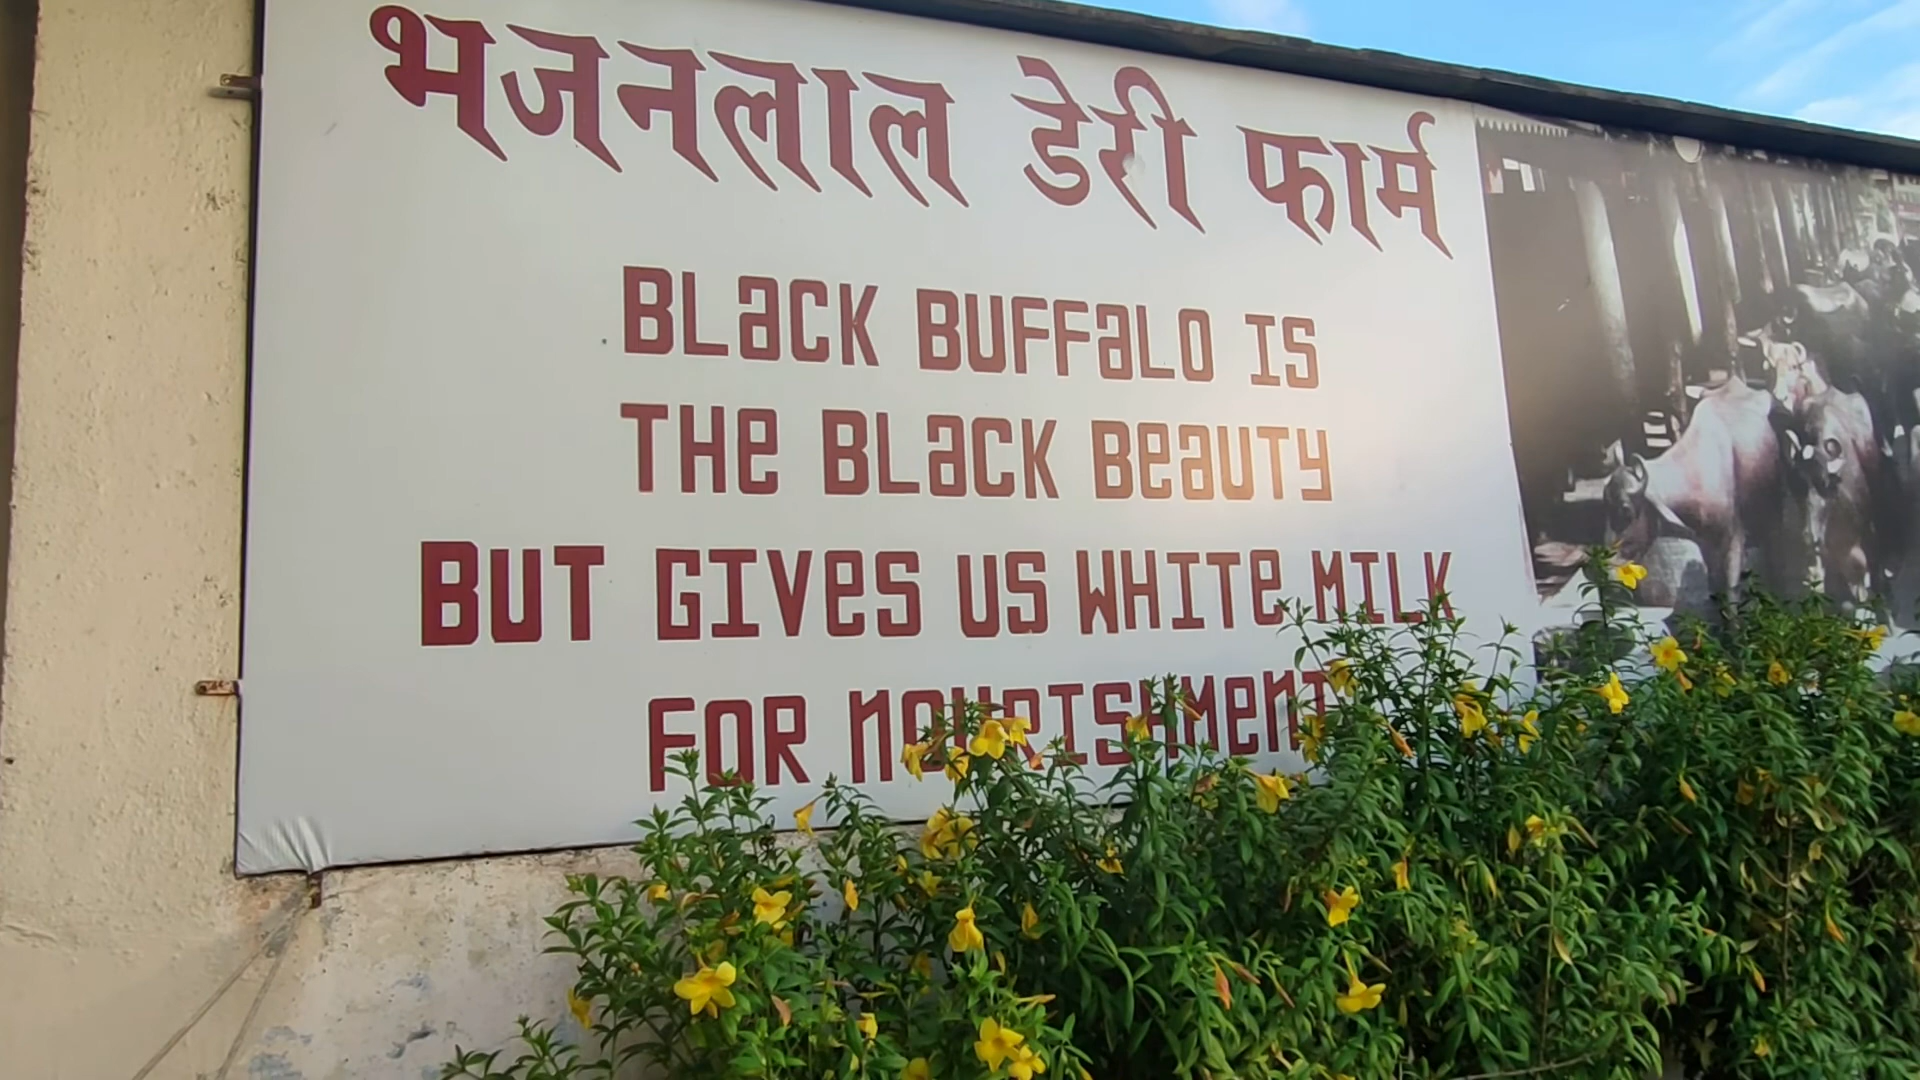 भजनलाल डेरी फार्म
BLaCK BUFFaLO IS
THe BLaCK BeaUTY
BUT GIVeS US WHITe MILK
FOR NOURISHMeNT